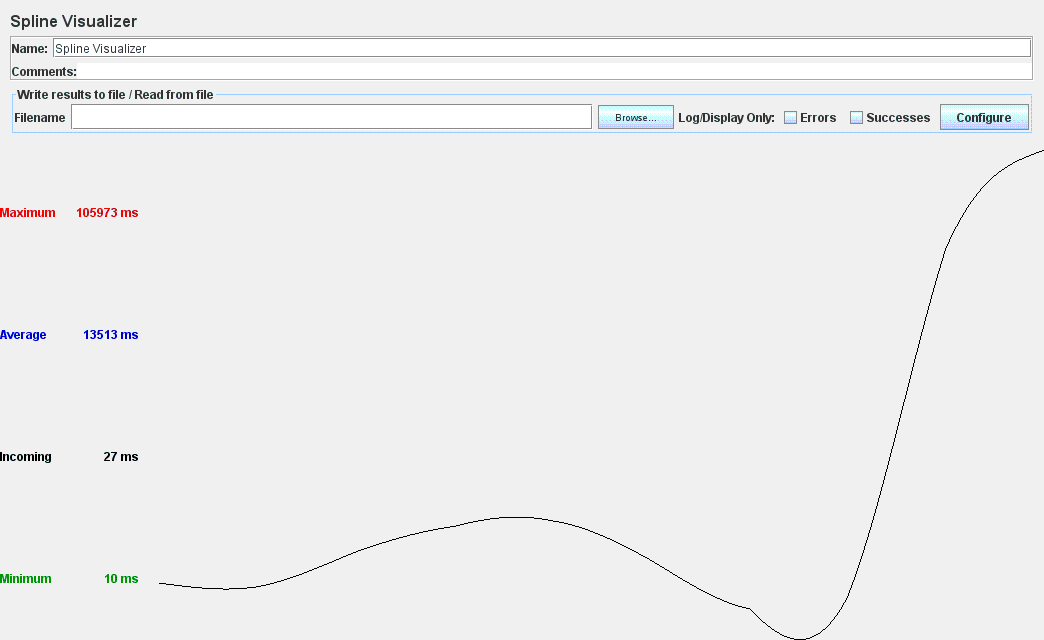 Spline Visualizer
Name: Spline Visualizer
Comments:
Write results to file / Read from file
Filename Browse... Log/Display Only: Errors Successes Configure
Maximum 105973 ms
Average 13513 ms
Incoming 27 ms
Minimum 10 ms